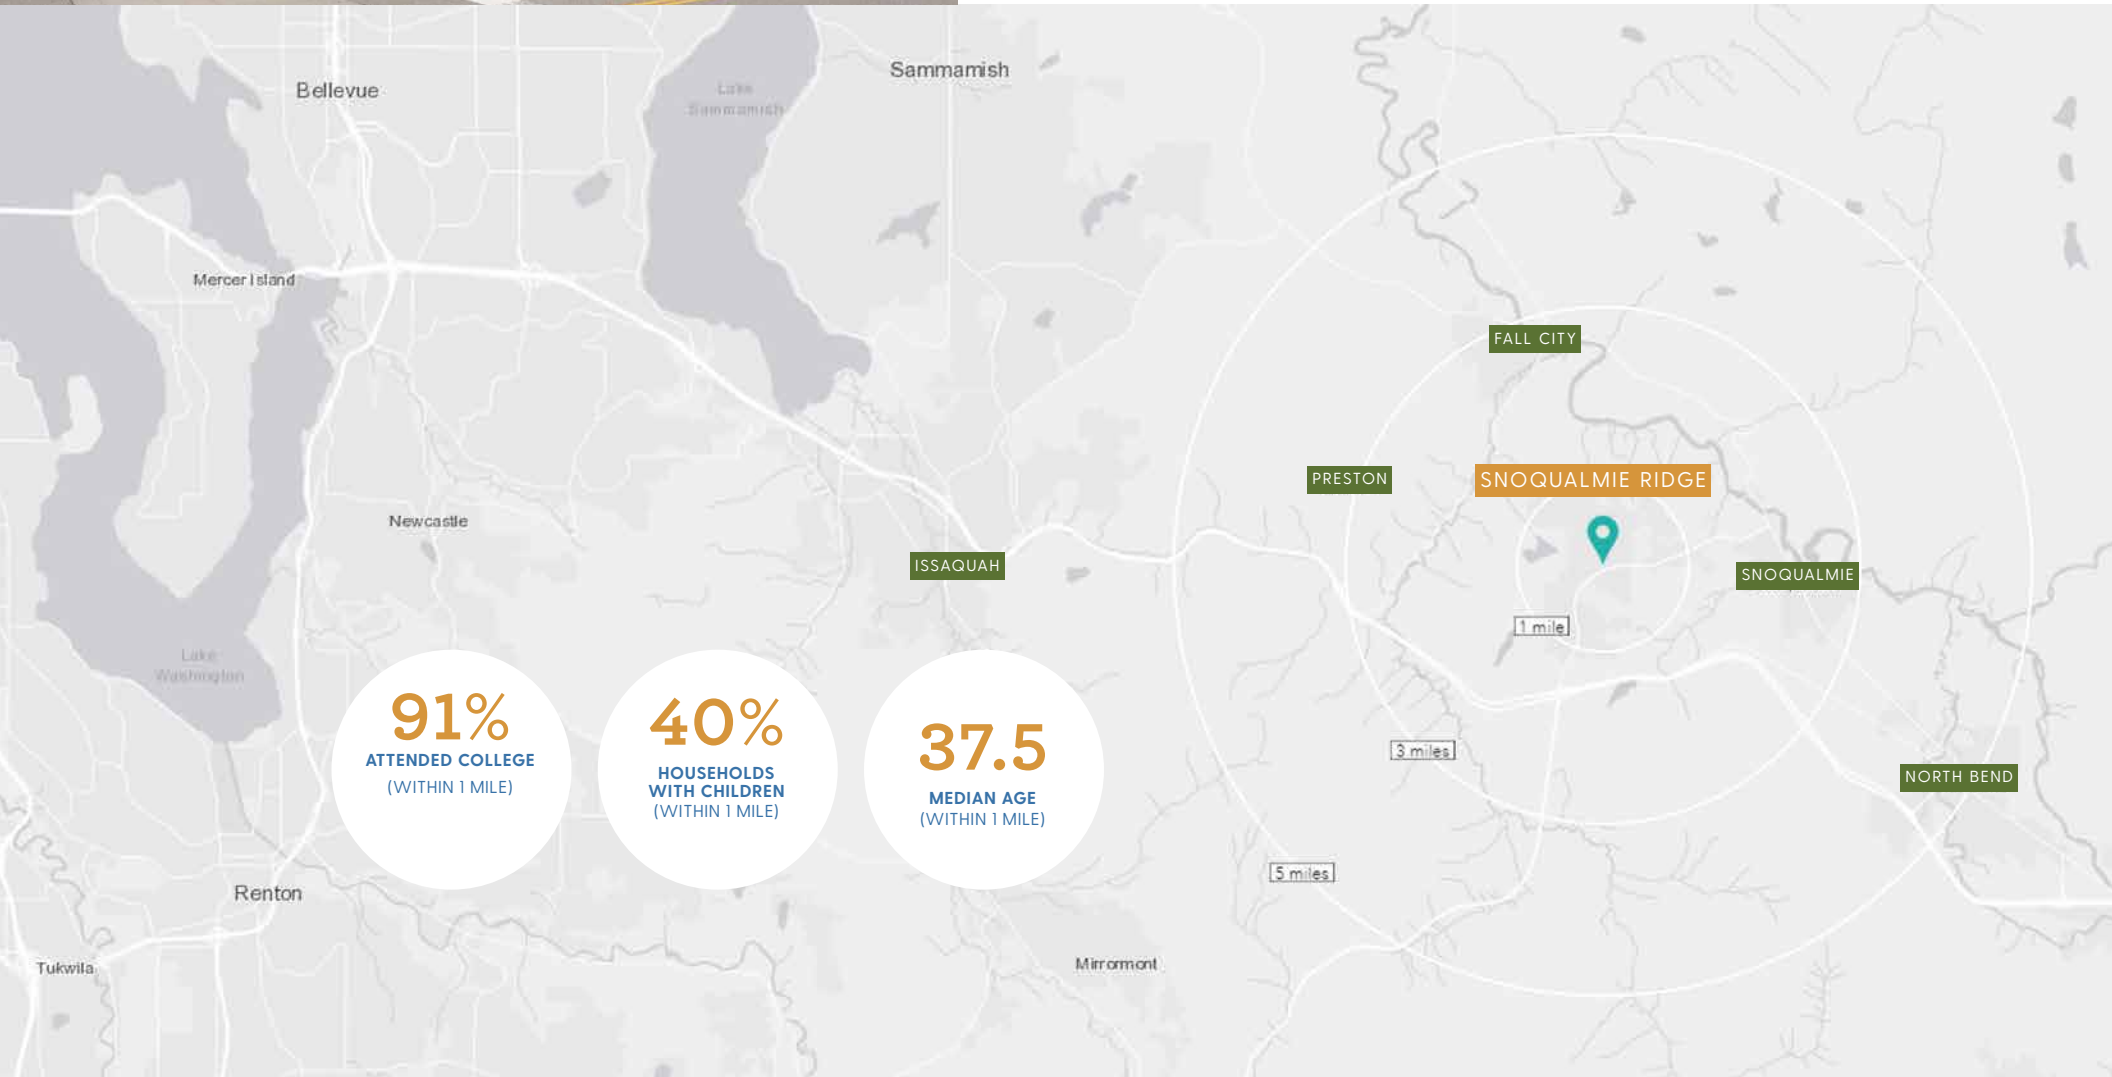 Sammamish
Bellevue
Lake
Sammamish
Mercer Island
FALL CITY
PRESTON
SNOQUALMIE RIDGE
Newcastle
ISSAQUAH
SNOQUALMIE
1 mile
Lake
Washington
91%
ATTENDED COLLEGE
(WITHIN 1 MILE)
40%
HOUSEHOLDS
WITH CHILDREN
(WITHIN 1 MILE)
37.5
MEDIAN AGE
(WITHIN 1 MILE)
3 miles
NORTH BEND
5 miles
Renton
Tukwila
Mirrormont